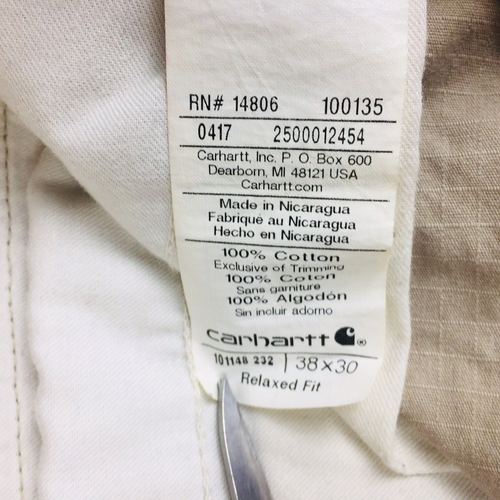 RN# 14806 100135
0417 2500012454
Carhartt, Inc. P. O. Box 600
Dearborn, MI 48121 USA
Carhartt.com
Made in Nicaragua
Fabriqué au Nicaragua
Hecho en Nicaragua
100% Cotton
Exclusive of Trimming
100% Coton
Sans garniture
100% Algodón
Sin incluir adorno
carhartt ®
101148 232 | 38x30
Relaxed Fit